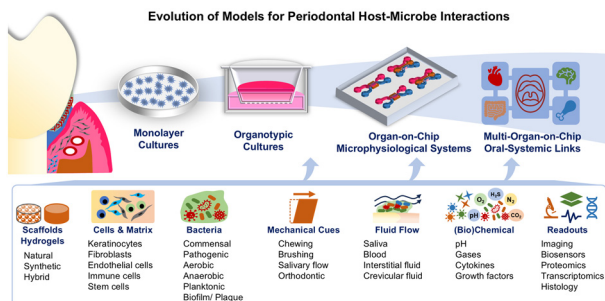 Evolution of Models for Periodontal Host-Microbe Interactions
Monolayer
Cultures
Organotypic
Cultures
Organ-on-Chip
Microphysiological Systems
Multi-Organ-on-Chip
Oral-Systemic Links
Scaffolds
Hydrogels
Natural
Synthetic
Hybrid
Cells & Matrix
Keratinocytes
Fibroblasts
Endothelial cells
Immune cells
Stem cells
Bacteria
Commensal
Pathogenic
Aerobic
Anaerobic
Planktonic
Biofilm/ Plaque
Mechanical Cues
Chewing
Brushing
Salivary flow
Orthodontic
Fluid Flow
Saliva
Blood
Interstitial fluid
Crevicular fluid
O₂
H₂S
N₂
pH
CO₂
(Bio)Chemical
pH
Gases
Cytokines
Growth factors
Readouts
Imaging
Biosensors
Proteomics
Transcriptomics
Histology